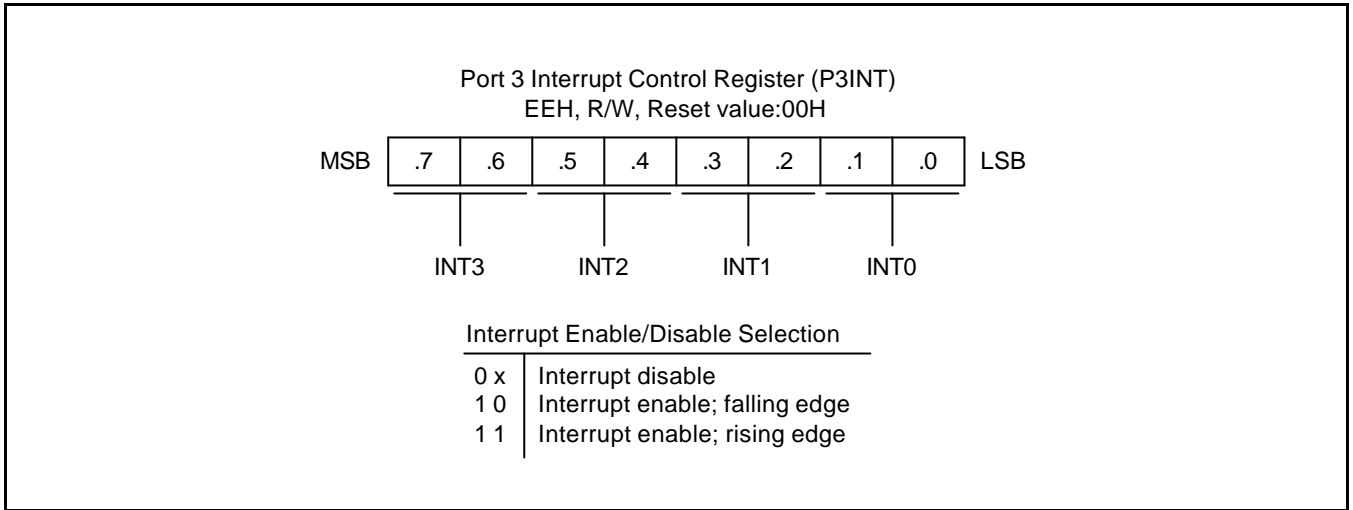 Port 3 Interrupt Control Register (P3INT)
EEH, R/W, Reset value:00H
MSB .7 .6 .5 .4 .3 .2 .1 .0 LSB
INT3 INT2 INT1 INT0
Interrupt Enable/Disable Selection
0 x Interrupt disable
1 0 Interrupt enable; falling edge
1 1 Interrupt enable; rising edge